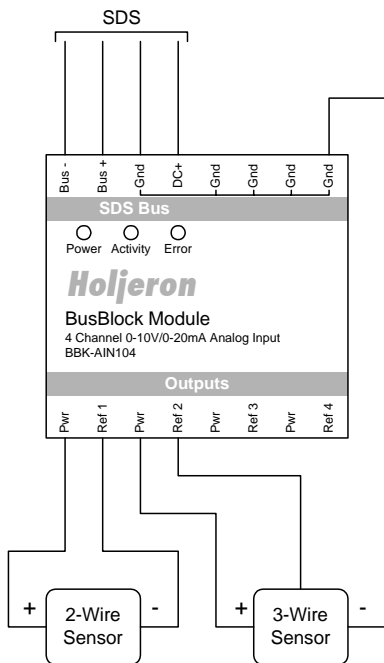 SDS
Bus - Bus + Gnd DC+ Gnd Gnd Gnd Gnd
SDS Bus
Power Activity Error
Holjeron
BusBlock Module
4 Channel 0-10V/0-20mA Analog Input
BBK-AIN104
Outputs
Pwr Ref 1 Pwr Ref 2 Pwr Ref 3 Pwr Ref 4
+ 2-Wire - + 3-Wire -
Sensor Sensor